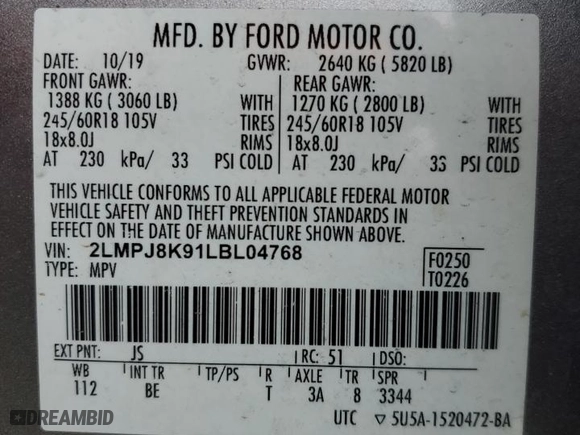 MFD. BY FORD MOTOR CO.
DATE: 10/19 GVWR: 2640 KG ( 5820 LB)
FRONT GAWR: REAR GAWR:
1388 KG ( 3060 LB) WITH 1270 KG ( 2800 LB) WITH
245/60R18 105V TIRES 245/60R18 105V TIRES
18x8.0J RIMS 18x8.0J RIMS
AT 230 kPa/ 33 PSI COLD AT 230 kPa/ 33 PSI COLD
THIS VEHICLE CONFORMS TO ALL APPLICABLE FEDERAL MOTOR
VEHICLE SAFETY AND THEFT PREVENTION STANDARDS IN
EFFECT ON THE DATE OF MANUFACTURE SHOWN ABOVE.
VIN: 2LMPJ8K91LBL04768 F0250
TYPE: MPV T0226
EXT PNT: JS RC: 51 DSO:
WB INT TR TP/PS R AXLE TR SPR
112 BE T 3A 8 3344
UTC ▽ 5U5A-1520472-BA
DREAMBID